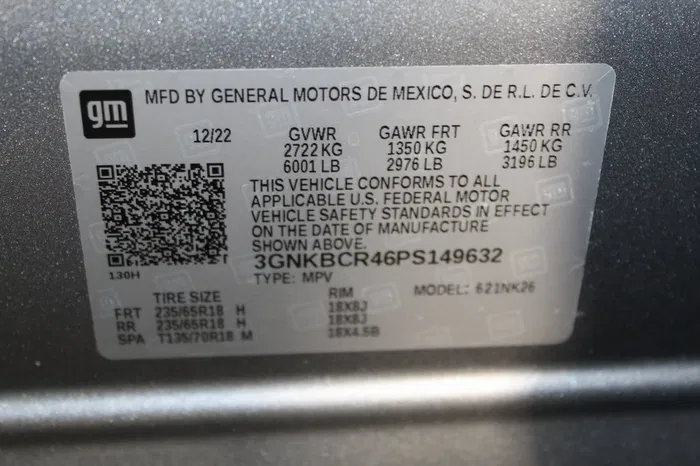 gm MFD BY GENERAL MOTORS DE MEXICO, S. DE R.L. DE C.V.
12/22 GVWR GAWR FRT GAWR RR
2722 KG 1350 KG 1450 KG
6001 LB 2976 LB 3196 LB
THIS VEHICLE CONFORMS TO ALL
APPLICABLE U.S. FEDERAL MOTOR
VEHICLE SAFETY STANDARDS IN EFFECT
ON THE DATE OF MANUFACTURE
SHOWN ABOVE.
3GNKBCR46PS149632
130H TYPE: MPV
TIRE SIZE RIM MODEL: 621NK26
FRT 235/65R18 H 18X8J
RR 235/65R18 H 18X8J
SPA T135/70R18 M 18X4.5B